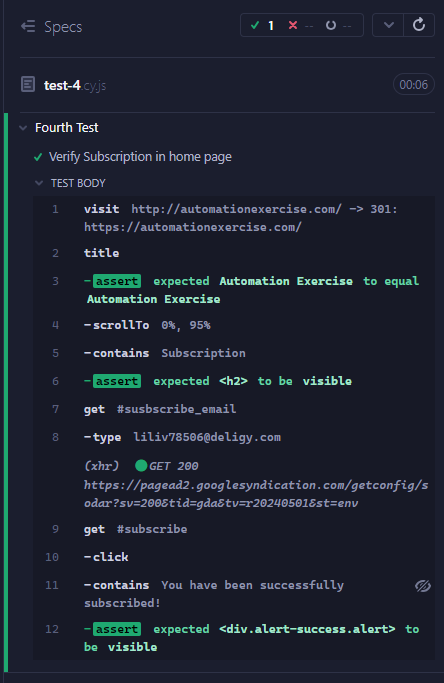 Specs
1
--
--
test-4 cy.js
00:06
Fourth Test
Verify Subscription in home page
TEST BODY
1 visit http://automationexercise.com/ -> 301:
https://automationexercise.com/
2 title
3 -assert expected Automation Exercise to equal
Automation Exercise
4 -scrollTo 0%, 95%
5 -contains Subscription
6 -assert expected <h2> to be visible
7 get #susbscribe_email
8 -type liliv78506@deligy.com
(xhr) GET 200
https://pagead2.googlesyndication.com/getconfig/s
odar?sv=200&tid=gda&tv=r20240501&st=env
9 get #subscribe
10 -click
11 -contains You have been successfully
subscribed!
12 -assert expected <div.alert-success.alert> to
be visible